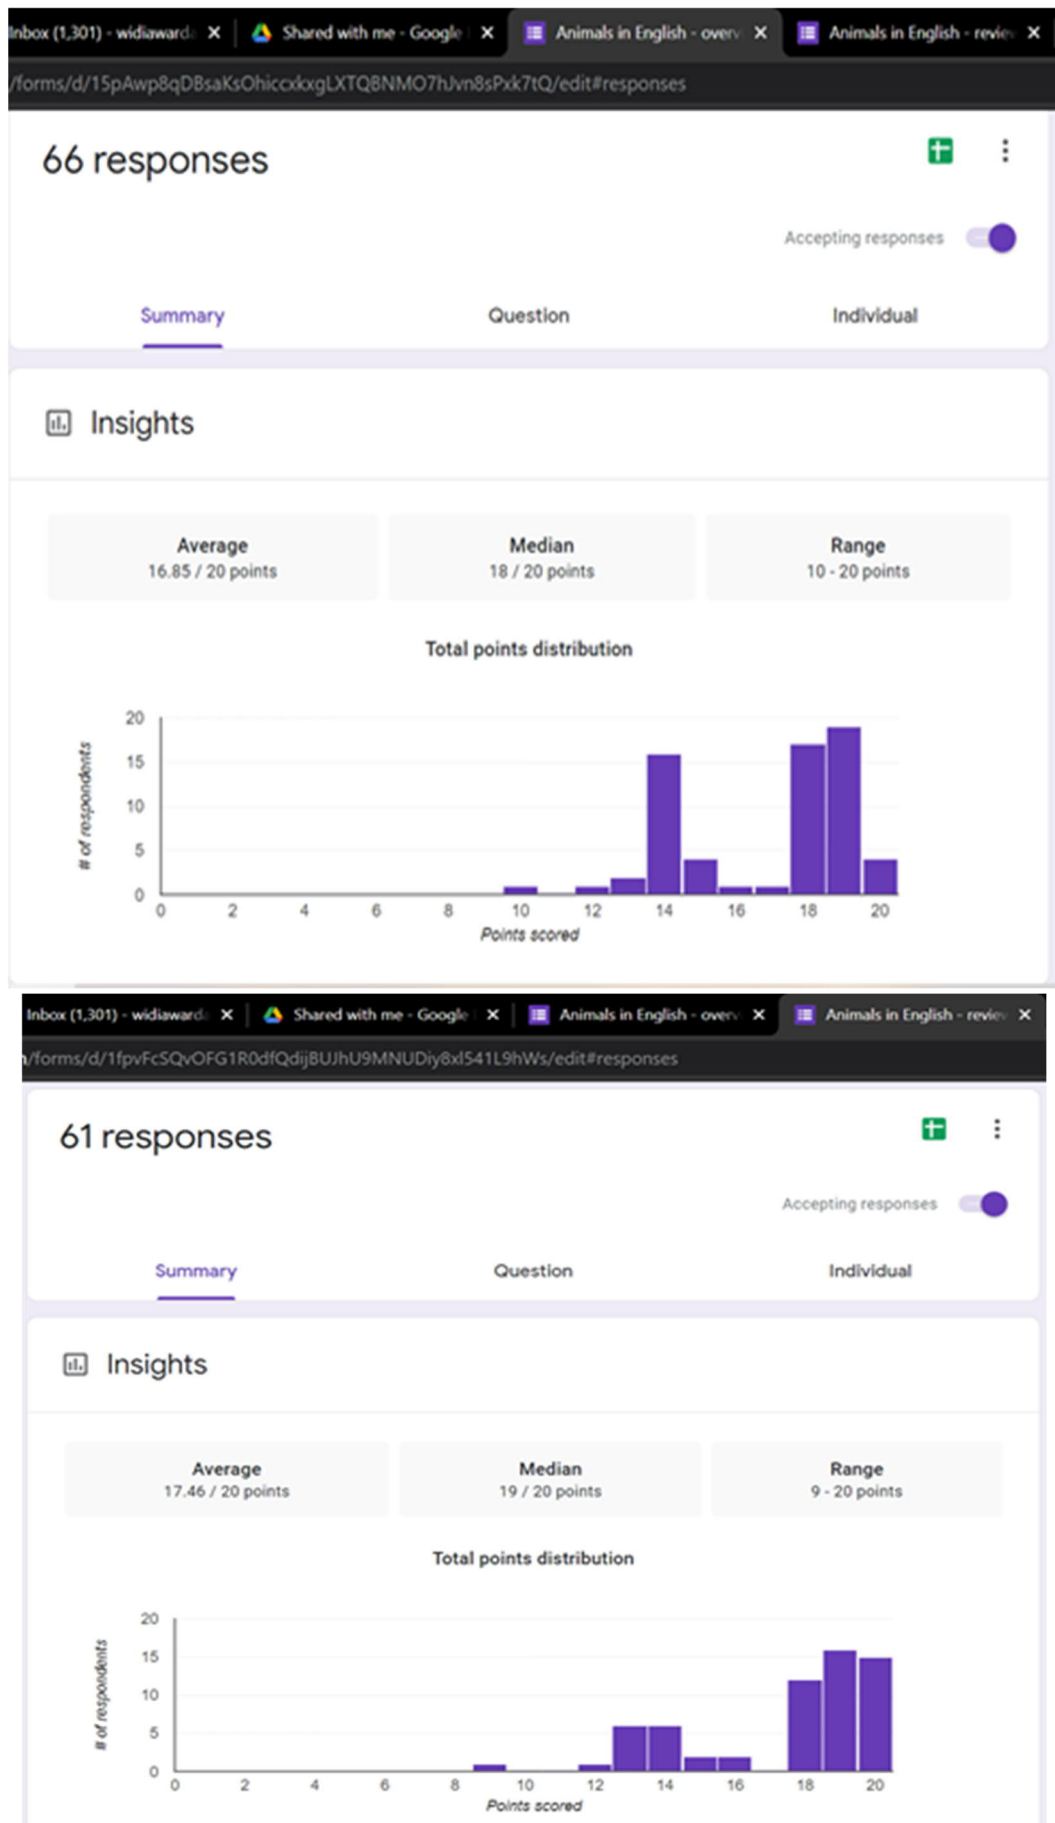 Inbox (1,301) - widiaward Shared with me - Google Animals in English - over Animals in English - review
/forms/d/15pAwp8qDBsaKsOhiccxkxgLXTQBNMO7hJvn8sPxk7tQ/edit#responses
66 responses
Accepting responses
Summary Question Individual
Insights
Average Median Range
16.85 / 20 points 18 / 20 points 10 - 20 points
Total points distribution
# of respondents
20
15
10
5
0
0 2 4 6 8 10 12 14 16 18 20
Points scored
Inbox (1,301) - widiaward Shared with me - Google Animals in English - over Animals in English - review
/forms/d/1fpvFcSQvOFG1R0dfQdijBUJhU9MNUDiy8xl541L9hWs/edit#responses
61 responses
Accepting responses
Summary Question Individual
Insights
Average Median Range
17.46 / 20 points 19 / 20 points 9 - 20 points
Total points distribution
# of respondents
20
15
10
5
0
0 2 4 6 8 10 12 14 16 18 20
Points scored